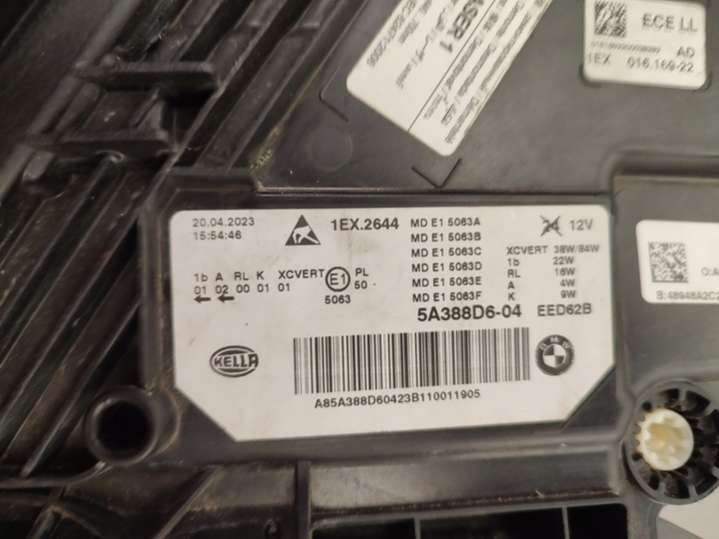 LASER 1
ECE LL
AD
1EX 016.169-22
20.04.2023
15:54:46
1EX.2644
MD E1 5063A
MD E1 5063B
MD E1 5063C
MD E1 5063D
MD E1 5063E
MD E1 5063F
12V
XCVERT 38W/84W
1b 22W
RL 16W
A 4W
K 9W
1b A RL K XCVERT E1 PL
01 02 00 01 01 50
5063
5A388D6-04 EED62B
HELLA
BMW
A85A388D60423B110011905